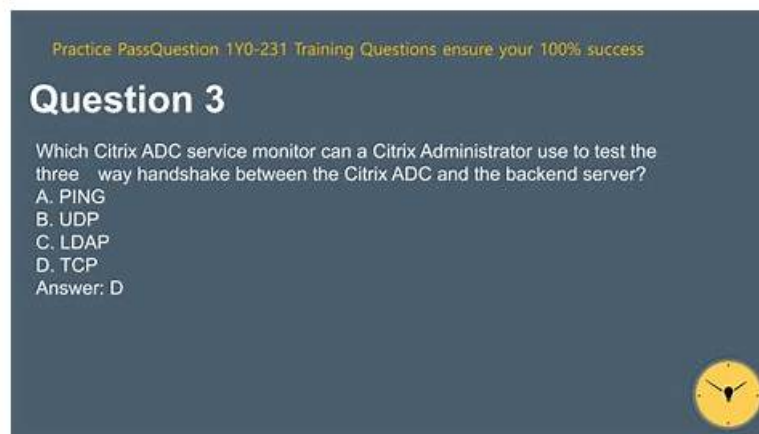 Practice PassQuestion 1Y0-231 Training Questions ensure your 100% success
Question 3
Which Citrix ADC service monitor can a Citrix Administrator use to test the
three way handshake between the Citrix ADC and the backend server?
A. PING
B. UDP
C. LDAP
D. TCP
Answer: D